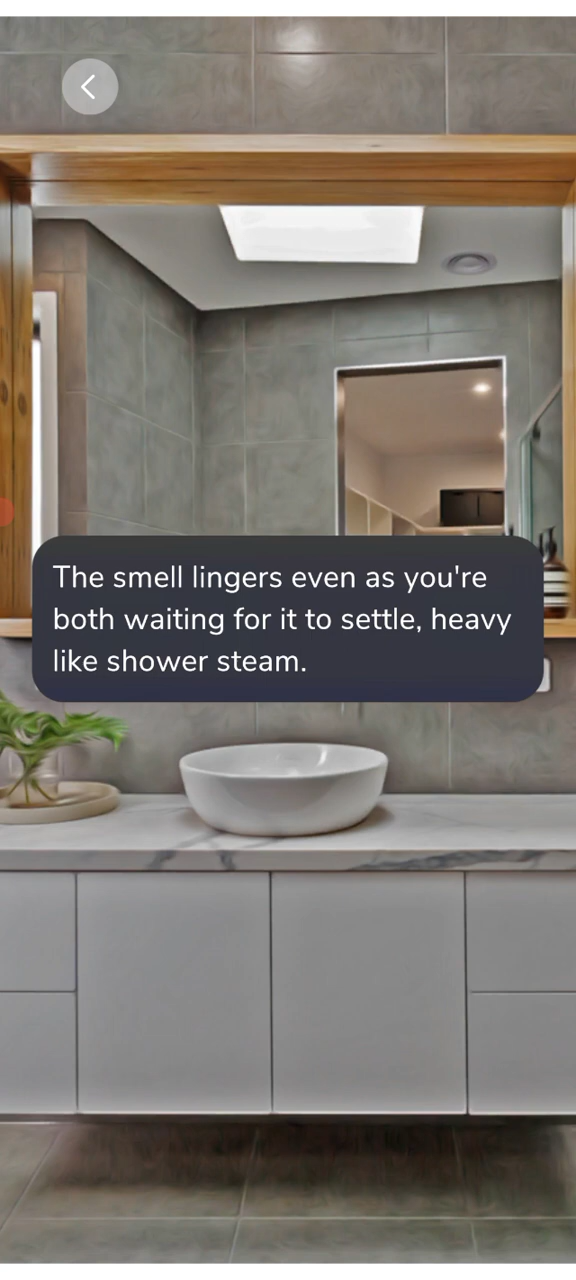 The smell lingers even as you're
both waiting for it to settle, heavy
like shower steam.